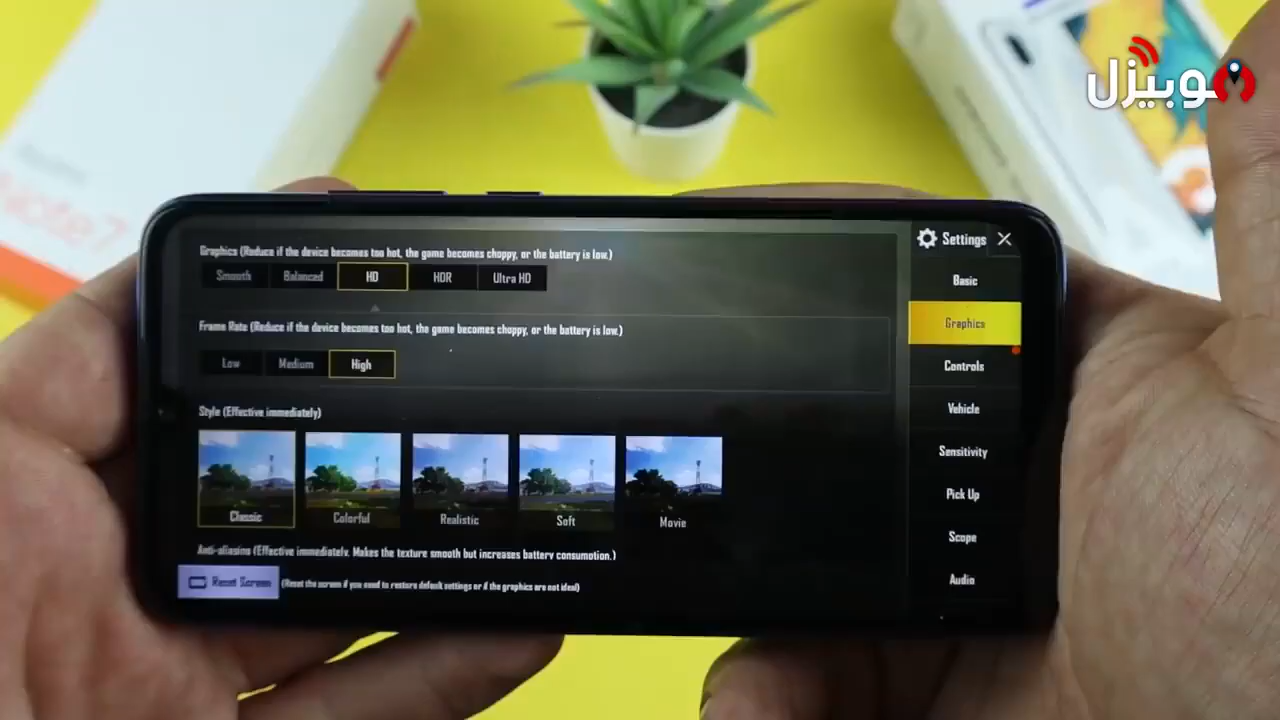 موبيزل
Note 7
Settings
Graphics (Reduce if the device becomes too hot, the game becomes choppy, or the battery is low.)
Smooth Balanced HD HDR Ultra HD
Frame Rate (Reduce if the device becomes too hot, the game becomes choppy, or the battery is low.)
Low Medium High
Style (Effective immediately)
Classic Colorful Realistic Soft Movie
Anti-aliasing (Effective immediately. Makes the texture smooth but increases battery consumotion.)
Reset Screen (Reset the screen if you need to restore default settings or if the graphics are not ideal)
Basic
Graphics
Controls
Vehicle
Sensitivity
Pick Up
Scope
Audio